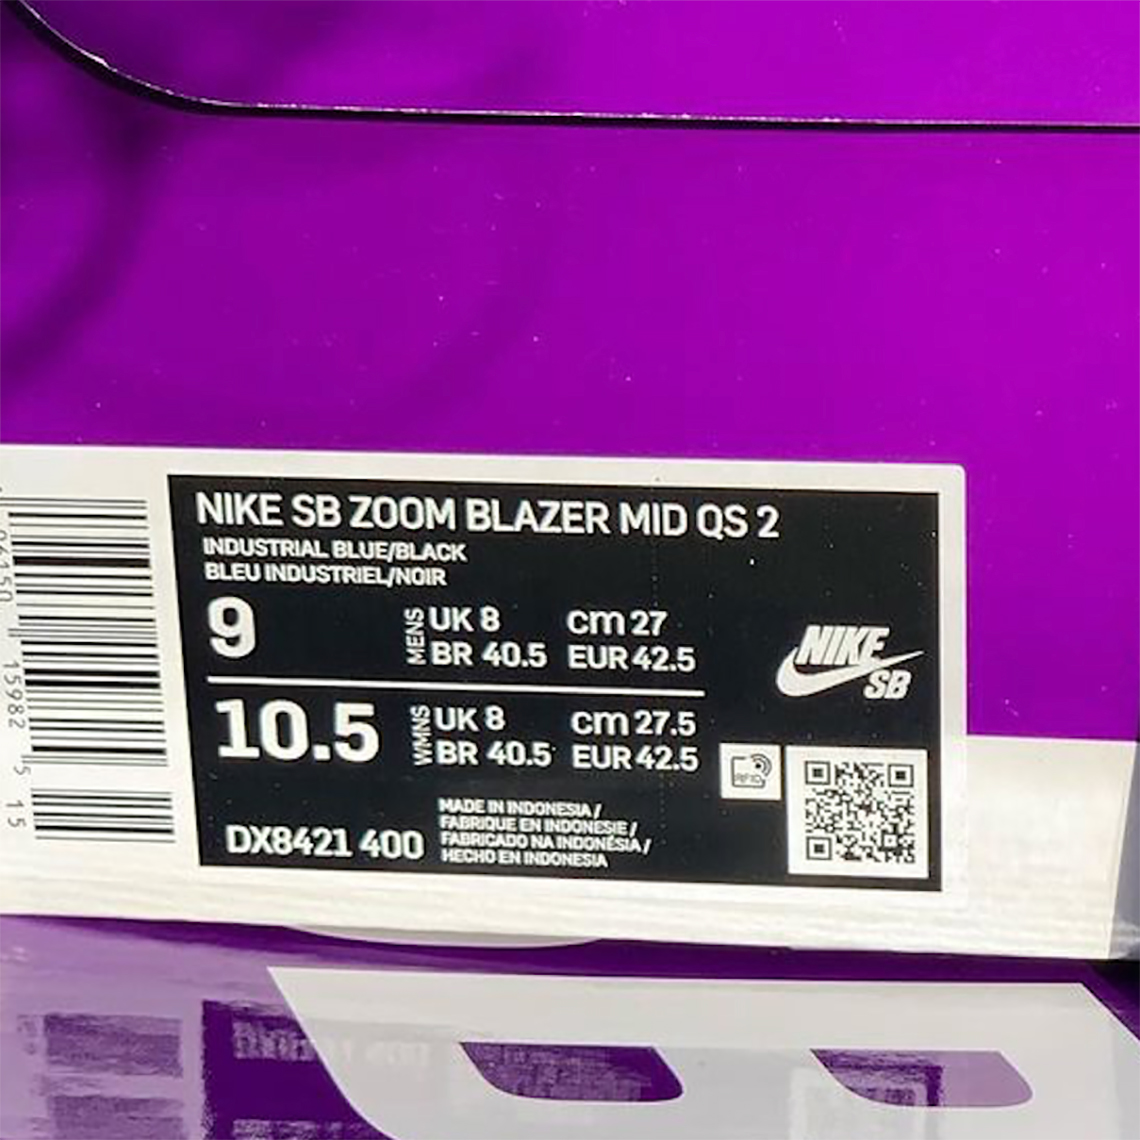 NIKE SB ZOOM BLAZER MID QS 2
INDUSTRIAL BLUE/BLACK
BLEU INDUSTRIEL/NOIR
9
MENS
UK 8 cm 27
BR 40.5 EUR 42.5
10.5
WMNS
UK 8 cm 27.5
BR 40.5 EUR 42.5
DX8421 400
MADE IN INDONESIA /
FABRIQUE EN INDONESIE /
FABRICADO NA INDONÉSIA /
HECHO EN INDONESIA
NIKE
SB
RFID
15982 5 15